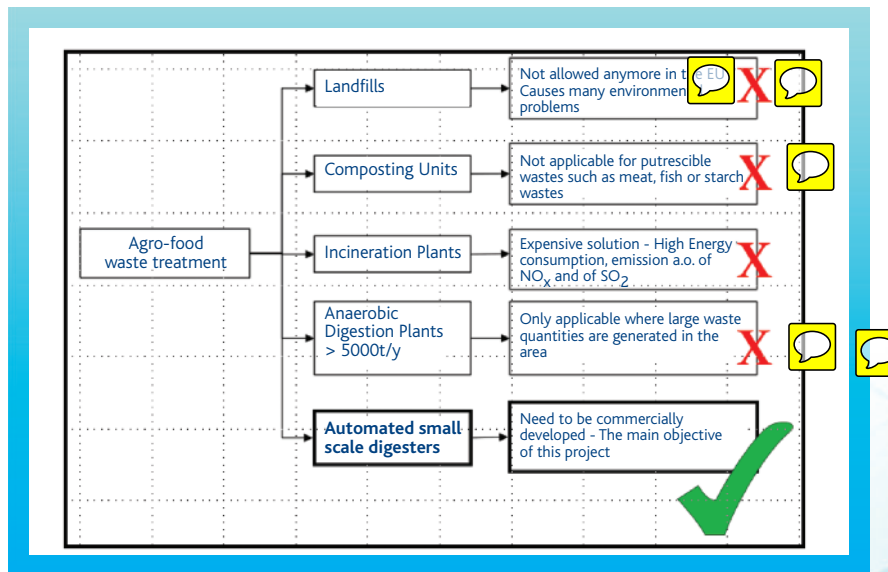 Landfills
Not allowed anymore in the EU
Causes many environmen
problems
X
Composting Units
Not applicable for putrescible
wastes such as meat, fish or starch
wastes
X
Agro-food
waste treatment
Incineration Plants
Expensive solution - High Energy
consumption, emission a.o. of
NOx and of SO2
X
Anaerobic
Digestion Plants
> 5000t/y
Only applicable where large waste
quantities are generated in the
area
X
Automated small
scale digesters
Need to be commercially
developed - The main objective
of this project